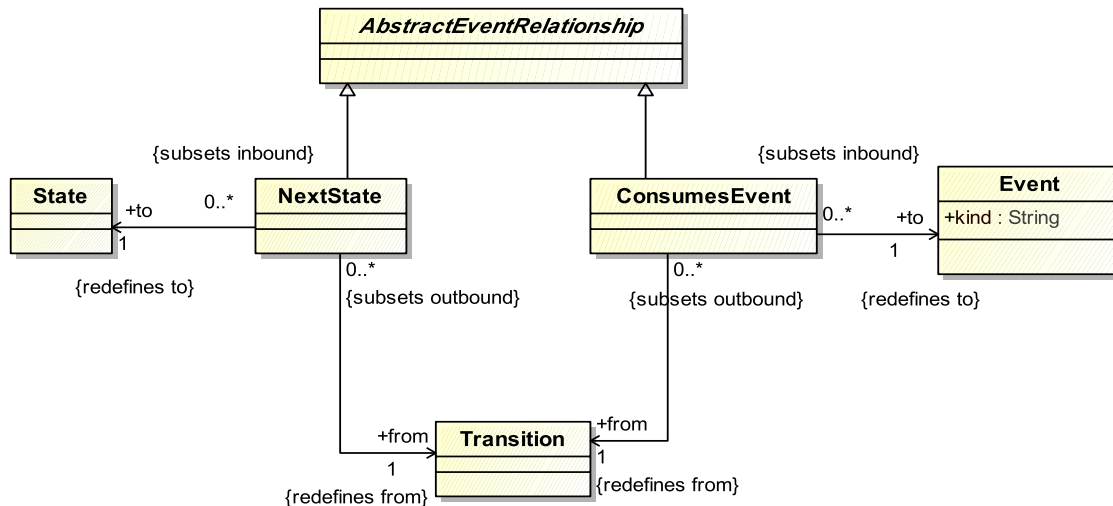 AbstractEventRelationship
{subsets inbound}
{subsets inbound}
State
+to
0..*
NextState
ConsumesEvent
0..*
+to
Event
+kind : String
1
1
{redefines to}
0..*
{subsets outbound}
0..*
{subsets outbound}
{redefines to}
+from
Transition
+from
1
1
{redefines from}
{redefines from}